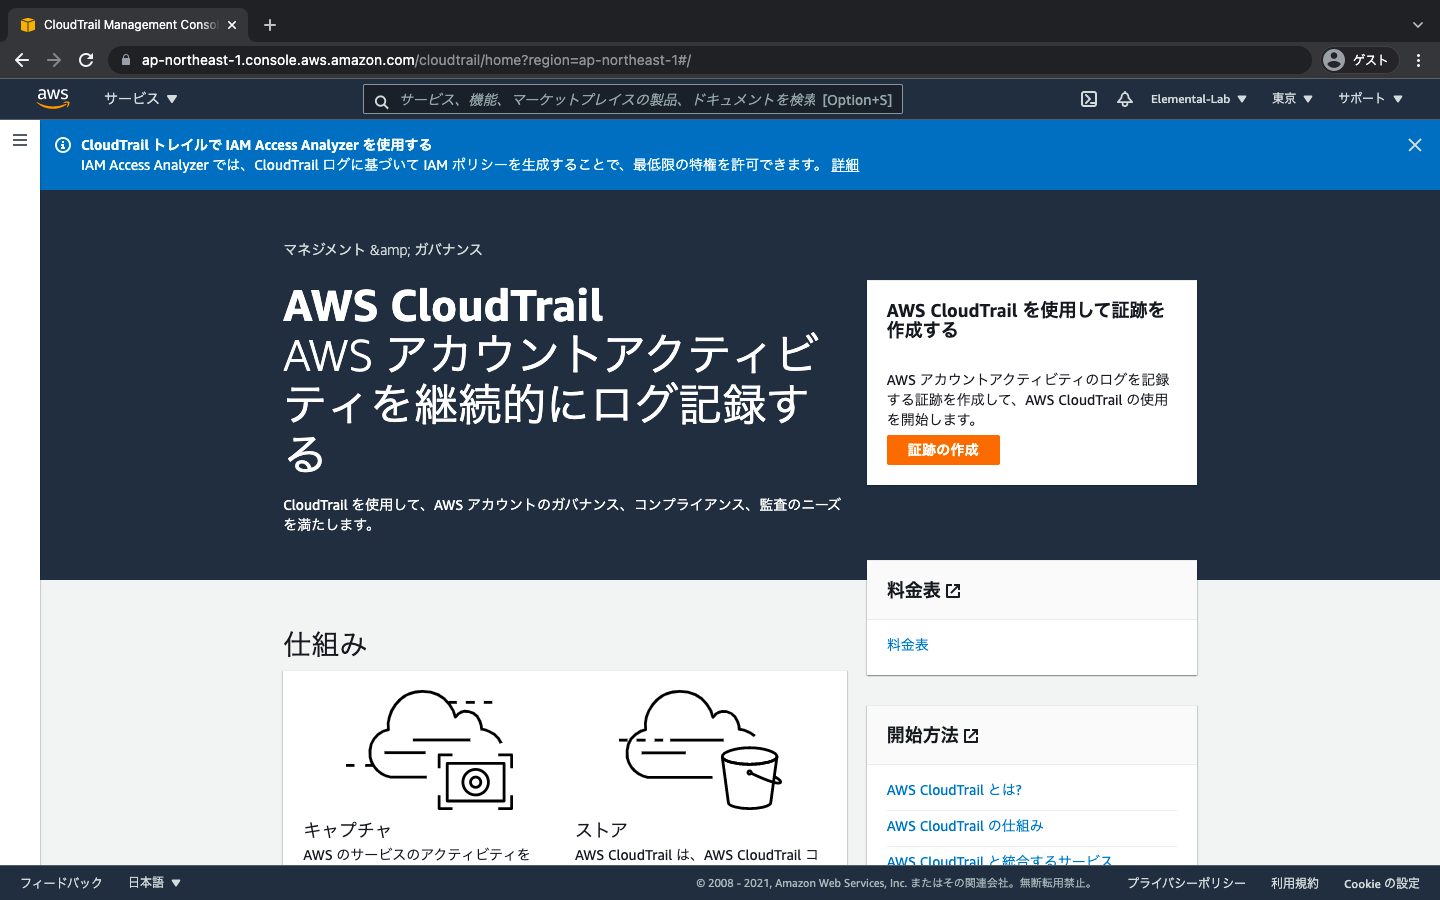 CloudTrail Management Conso
ap-northeast-1.console.aws.amazon.com/cloudtrail/home?region=ap-northeast-1#/
ゲスト
aws
サービス
サービス、機能、マーケットプレイスの製品、ドキュメントを検索 [Option+S]
Elemental-Lab
東京
サポート
CloudTrail トレイルで IAM Access Analyzer を使用する
IAM Access Analyzer では、CloudTrail ログに基づいて IAM ポリシーを生成することで、最低限の特権を許可できます。 詳細
マネジメント &amp; ガバナンス
AWS CloudTrail
AWS アカウントアクティビ
ティを継続的にログ記録す
る
CloudTrail を使用して、AWS アカウントのガバナンス、コンプライアンス、監査のニーズ
を満たします。
AWS CloudTrail を使用して証跡を
作成する
AWS アカウントアクティビティのログを記録
する証跡を作成して、AWS CloudTrail の使用
を開始します。
証跡の作成
料金表
料金表
仕組み
キャプチャ
AWS のサービスのアクティビティを
ストア
AWS CloudTrail は、AWS CloudTrail コ
開始方法
AWS CloudTrail とは?
AWS CloudTrail の仕組み
AWS CloudTrail と統合するサービス
フィードバック
日本語
© 2008 - 2021, Amazon Web Services, Inc. またはその関連会社。無断転用禁止。
プライバシーポリシー
利用規約
Cookie の設定